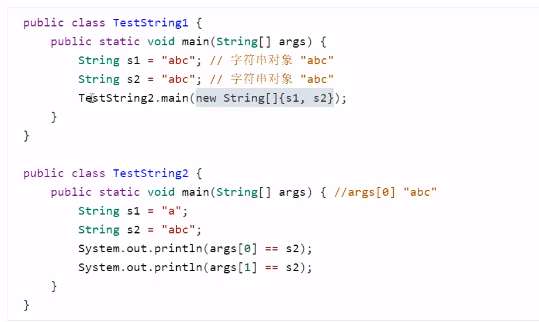 public class TestString1 {
public static void main(String[] args) {
String s1 = "abc"; // 字符串对象 "abc"
String s2 = "abc"; // 字符串对象 "abc"
TestString2.main(new String[]{s1, s2});
}
}
public class TestString2 {
public static void main(String[] args) { //args[0] "abc"
String s1 = "a";
String s2 = "abc";
System.out.println(args[0] == s2);
System.out.println(args[1] == s2);
}
}